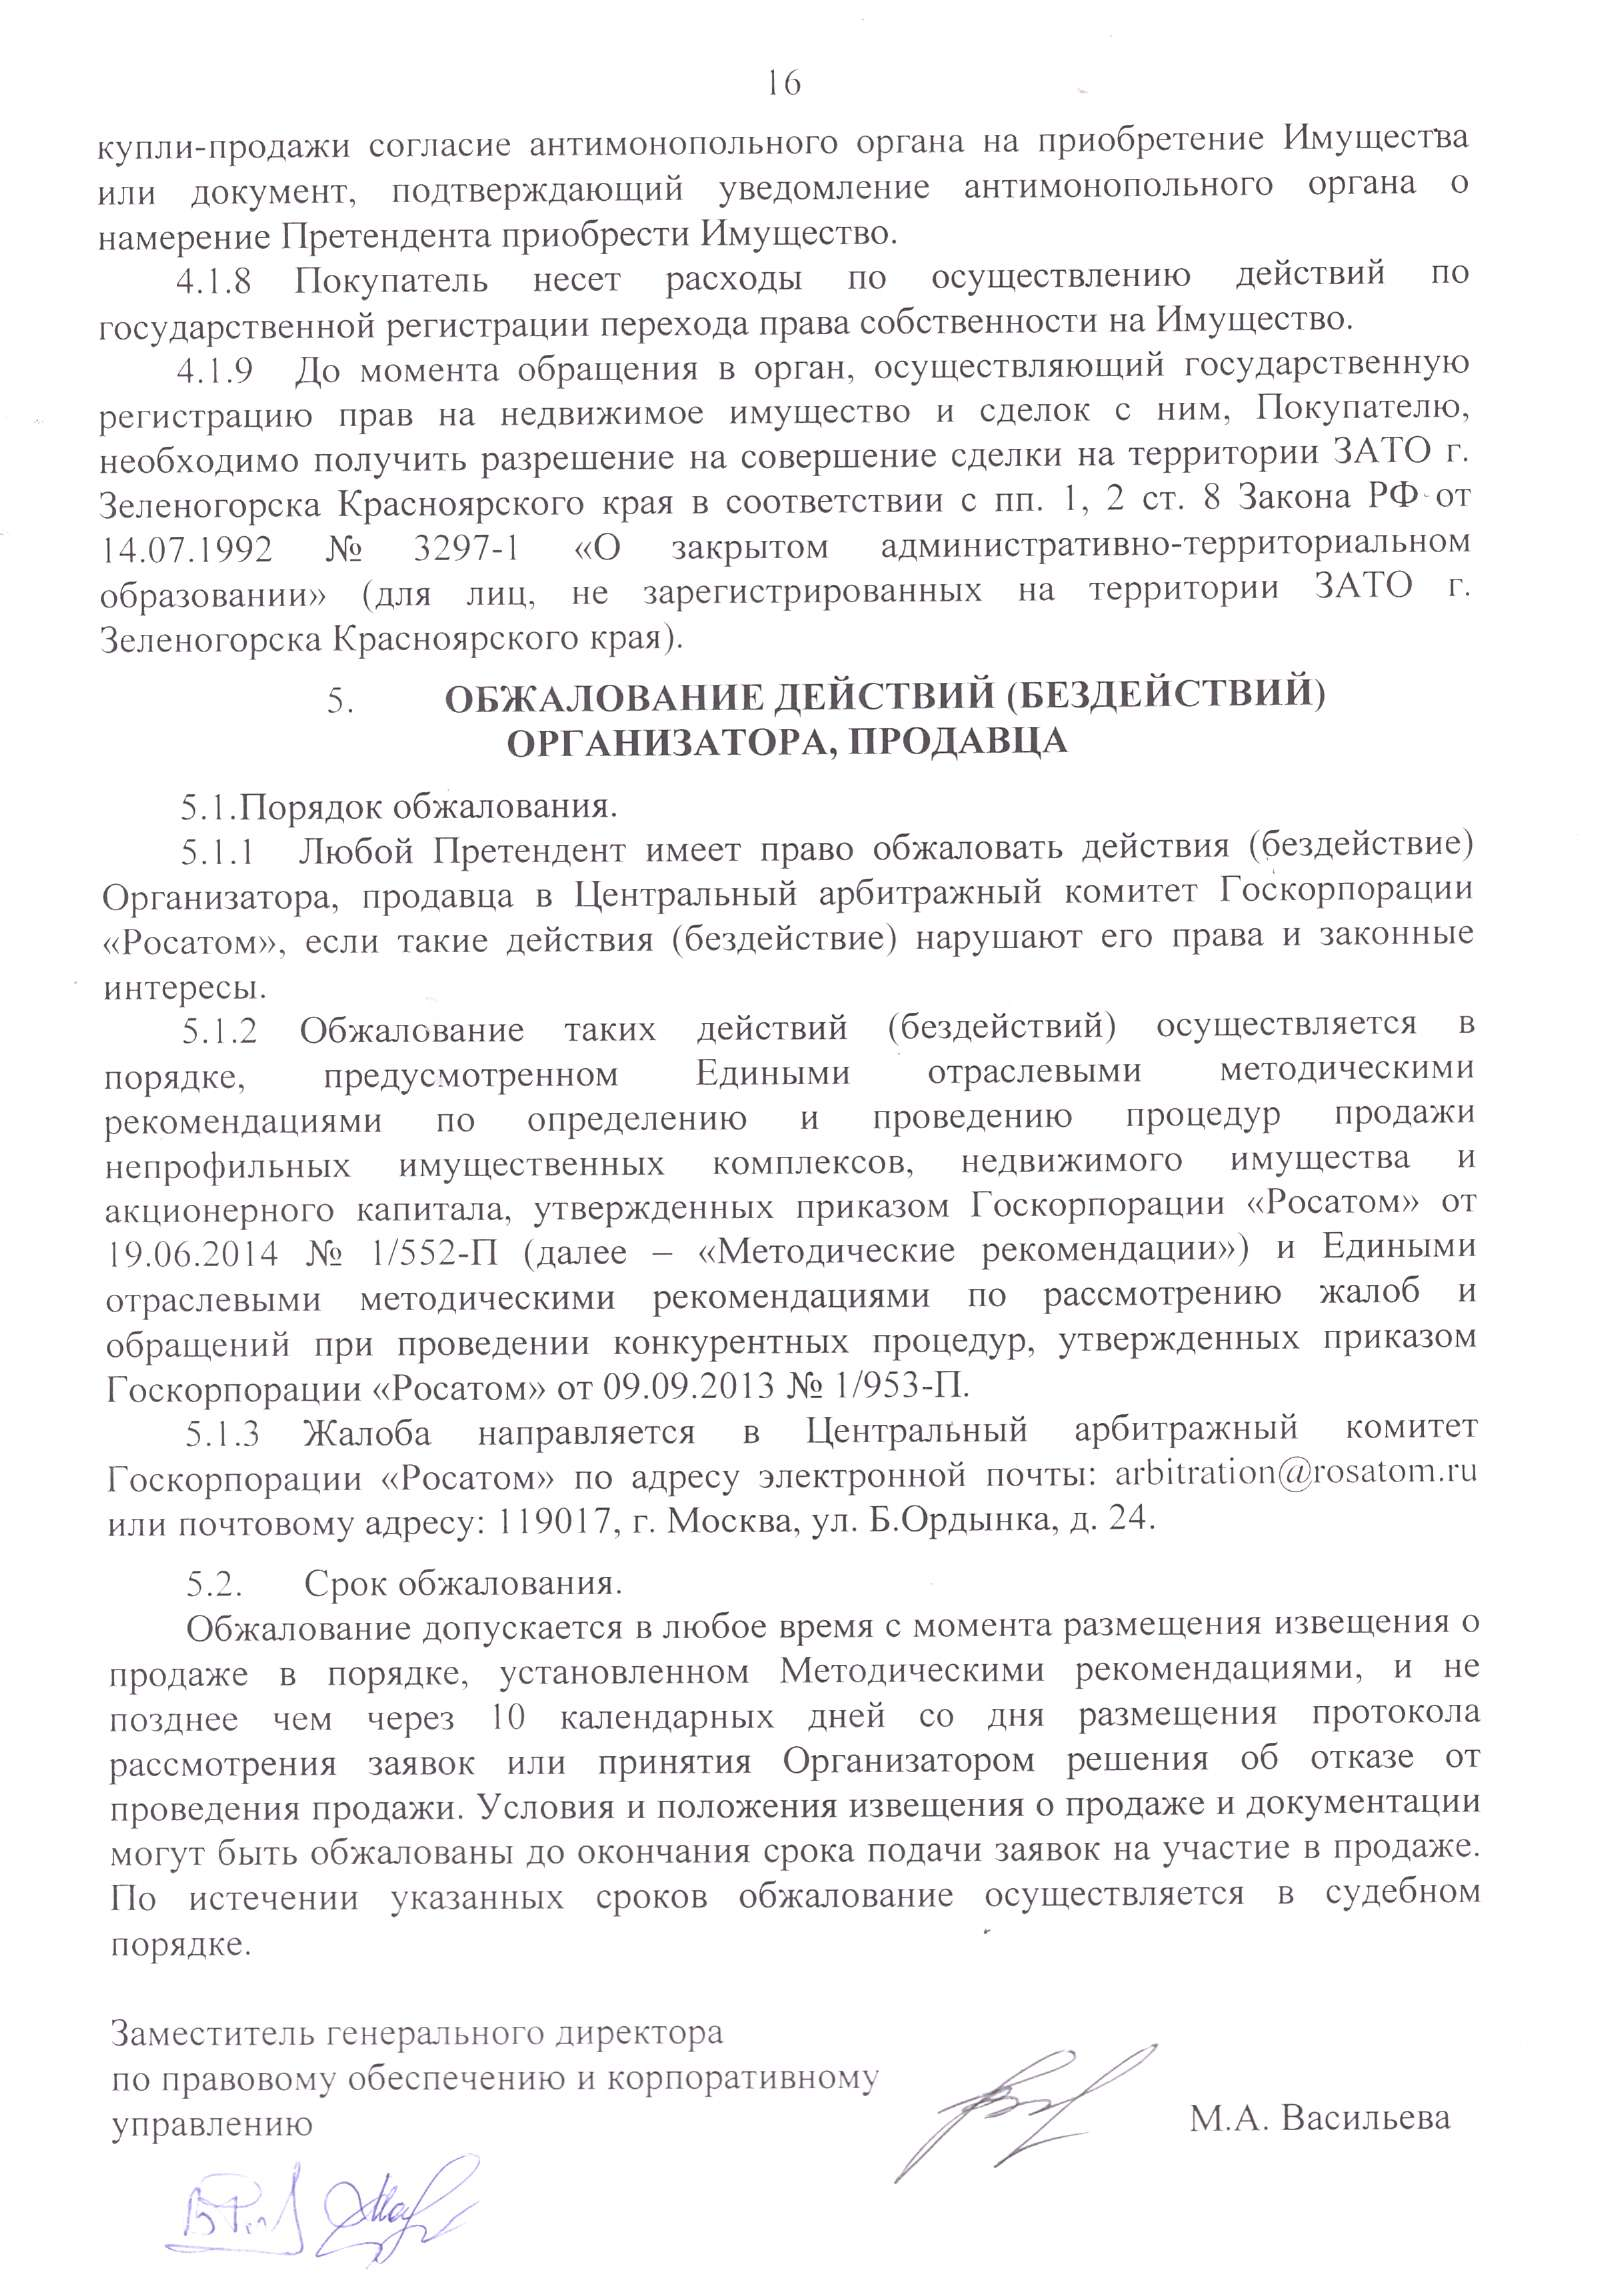 16
купли-продажи согласие антимонопольного органа на приобретение Имущества
или документ, подтверждающий уведомление антимонопольного органа о
намерение Претендента приобрести Имущество.
4.1.8 Покупатель несет расходы по осуществлению действий по
государственной регистрации перехода права собственности на Имущество.
4.1.9 До момента обращения в орган, осуществляющий государственную
регистрацию прав на недвижимое имущество и сделок с ним, Покупателю,
необходимо получить разрешение на совершение сделки на территории ЗАТО г.
Зеленогорска Красноярского края в соответствии с пп. 1, 2 ст. 8 Закона РФ от
14.07.1992 № 3297-1 «О закрытом административно-территориальном
образовании» (для лиц, не зарегистрированных на территории ЗАТО г.
Зеленогорска Красноярского края).
5. ОБЖАЛОВАНИЕ ДЕЙСТВИЙ (БЕЗДЕЙСТВИЙ)
ОРГАНИЗАТОРА, ПРОДАВЦА
5.1.Порядок обжалования.
5.1.1 Любой Претендент имеет право обжаловать действия (бездействие)
Организатора, продавца в Центральный арбитражный комитет Госкорпорации
«Росатом», если такие действия (бездействие) нарушают его права и законные
интересы.
5.1.2 Обжалование таких действий (бездействий) осуществляется в
порядке, предусмотренном Едиными отраслевыми методическими
рекомендациями по определению и проведению процедур продажи
непрофильных имущественных комплексов, недвижимого имущества и
акционерного капитала, утвержденных приказом Госкорпорации «Росатом» от
19.06.2014 № 1/552-П (далее – «Методические рекомендации») и Едиными
отраслевыми методическими рекомендациями по рассмотрению жалоб и
обращений при проведении конкурентных процедур, утвержденных приказом
Госкорпорации «Росатом» от 09.09.2013 № 1/953-П.
5.1.3 Жалоба направляется в Центральный арбитражный комитет
Госкорпорации «Росатом» по адресу электронной почты: arbitration@rosatom.ru
или почтовому адресу: 119017, г. Москва, ул. Б.Ордынка, д. 24.
5.2. Срок обжалования.
Обжалование допускается в любое время с момента размещения извещения о
продаже в порядке, установленном Методическими рекомендациями, и не
позднее чем через 10 календарных дней со дня размещения протокола
рассмотрения заявок или принятия Организатором решения об отказе от
проведения продажи. Условия и положения извещения о продаже и документации
могут быть обжалованы до окончания срока подачи заявок на участие в продаже.
По истечении указанных сроков обжалование осуществляется в судебном
порядке.
Заместитель генерального директора
по правовому обеспечению и корпоративному
управлению
М.А. Васильева